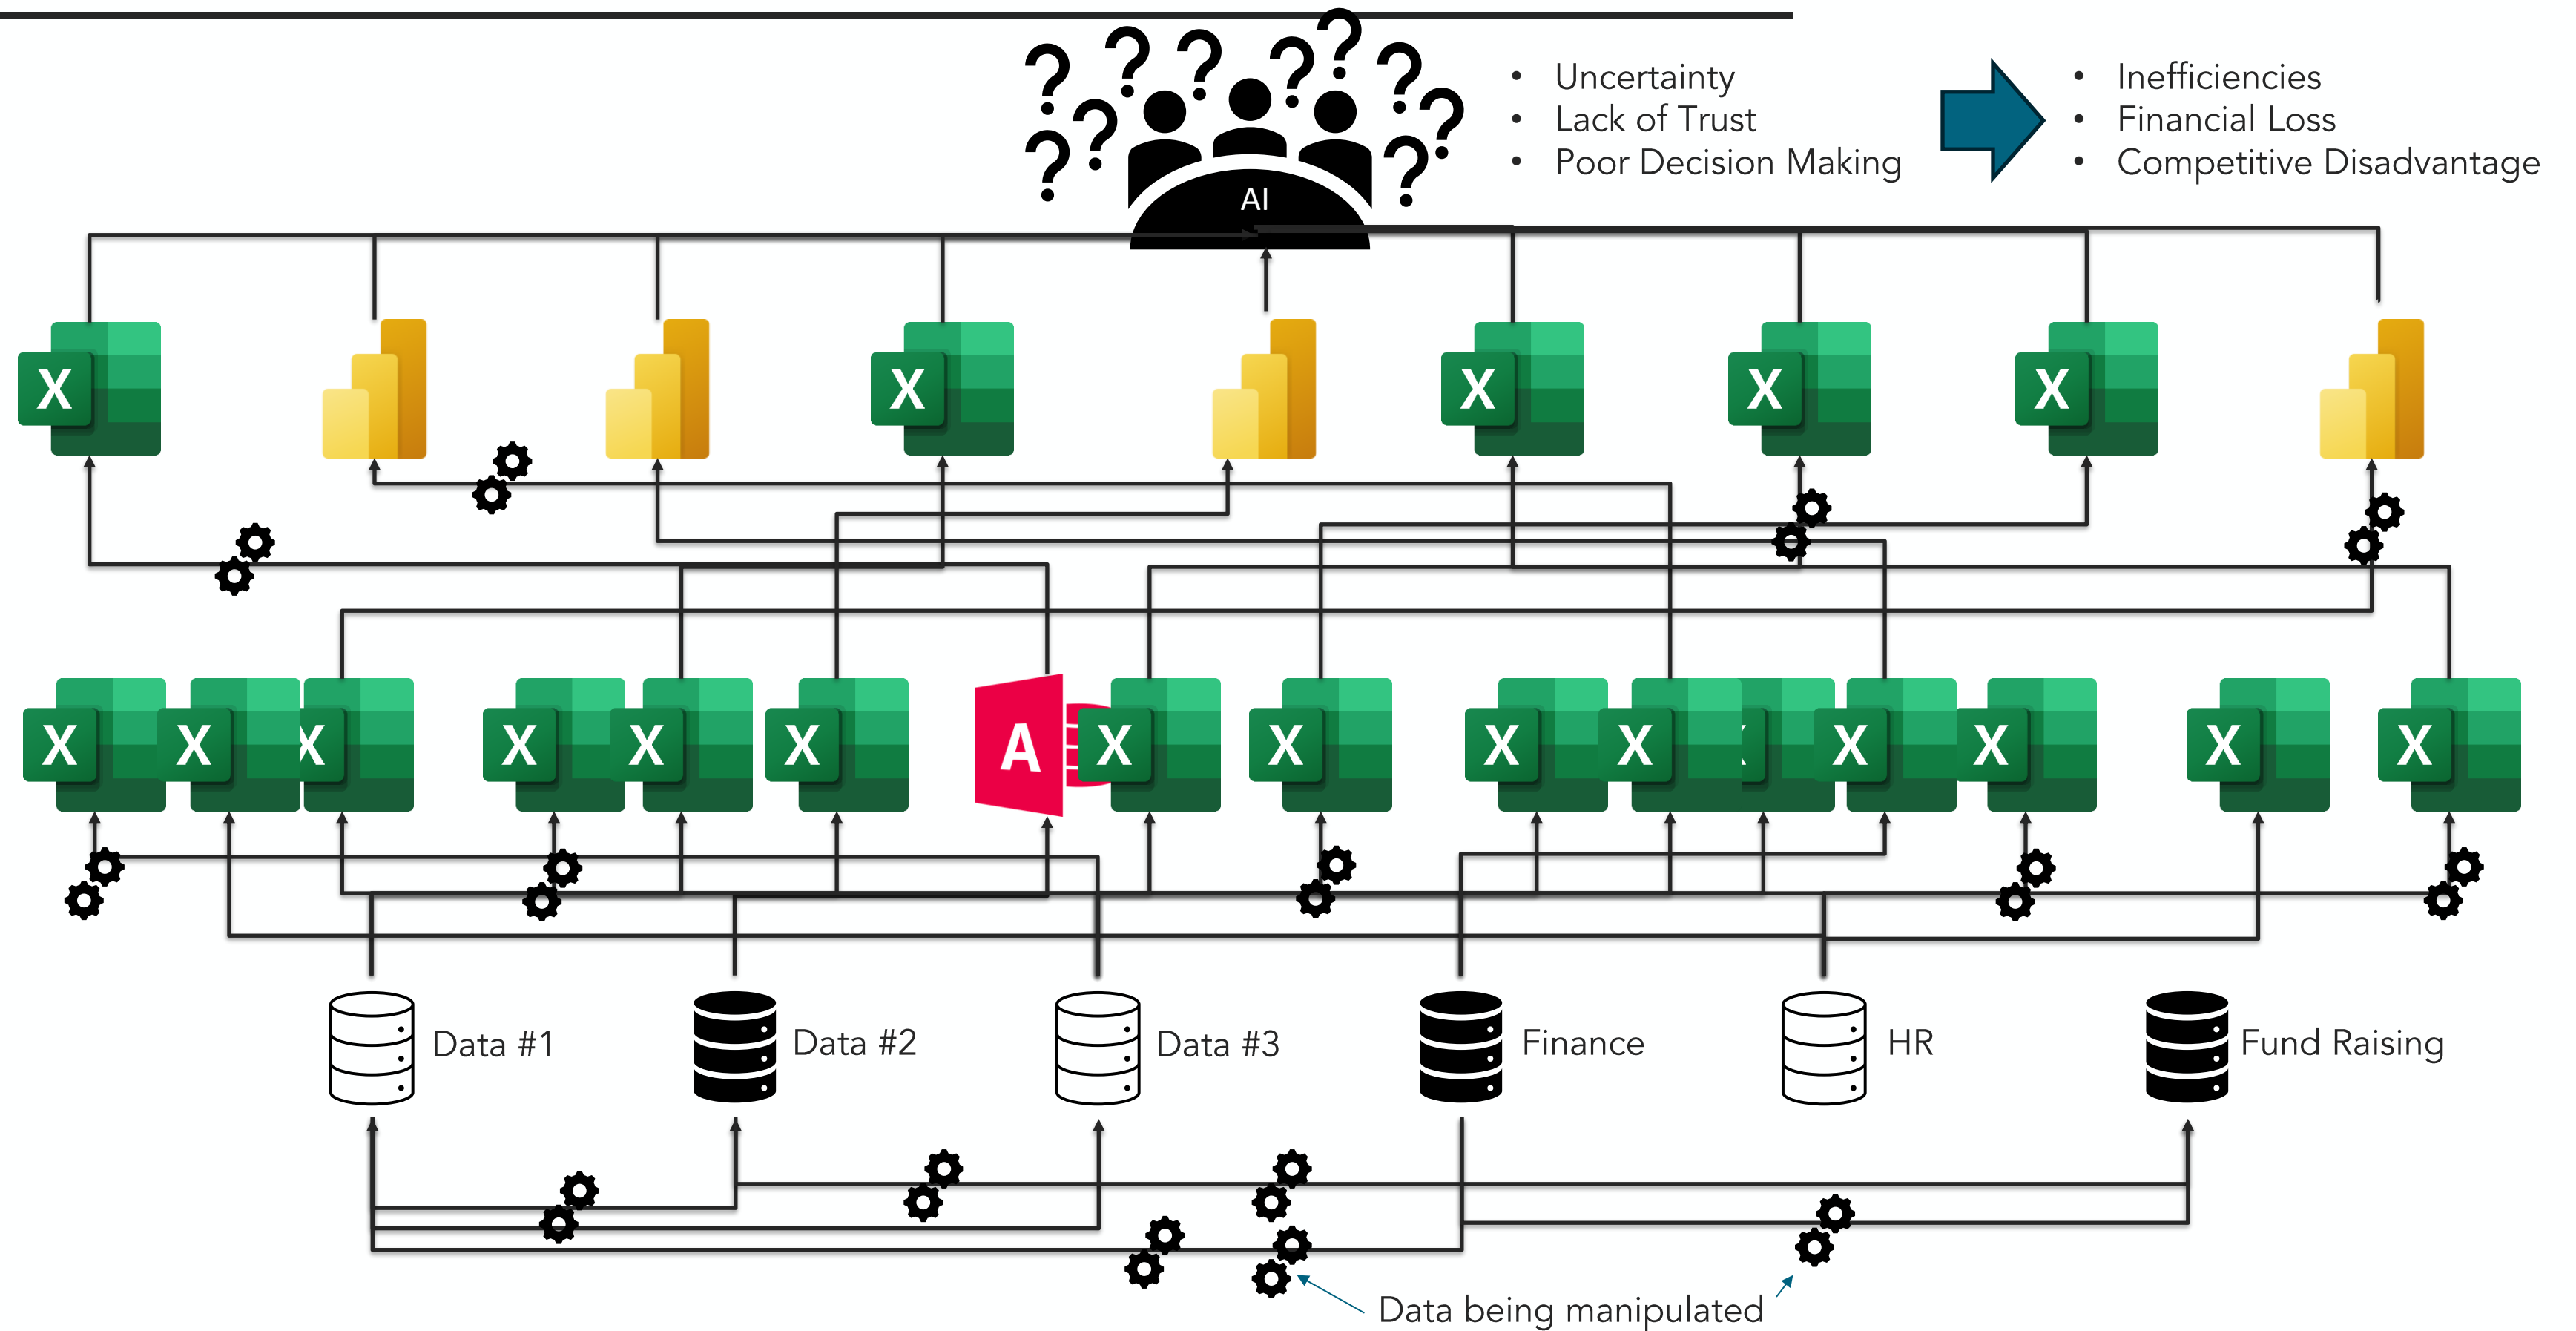 • Uncertainty
• Lack of Trust
• Poor Decision Making
• Inefficiencies
• Financial Loss
• Competitive Disadvantage
? ? ? ? ? ? ? ? ? ? ?
AI
X X X X X
X X X X X X A X X X X X X X X X
Data #1
Data #2
Data #3
Finance
HR
Fund Raising
Data being manipulated